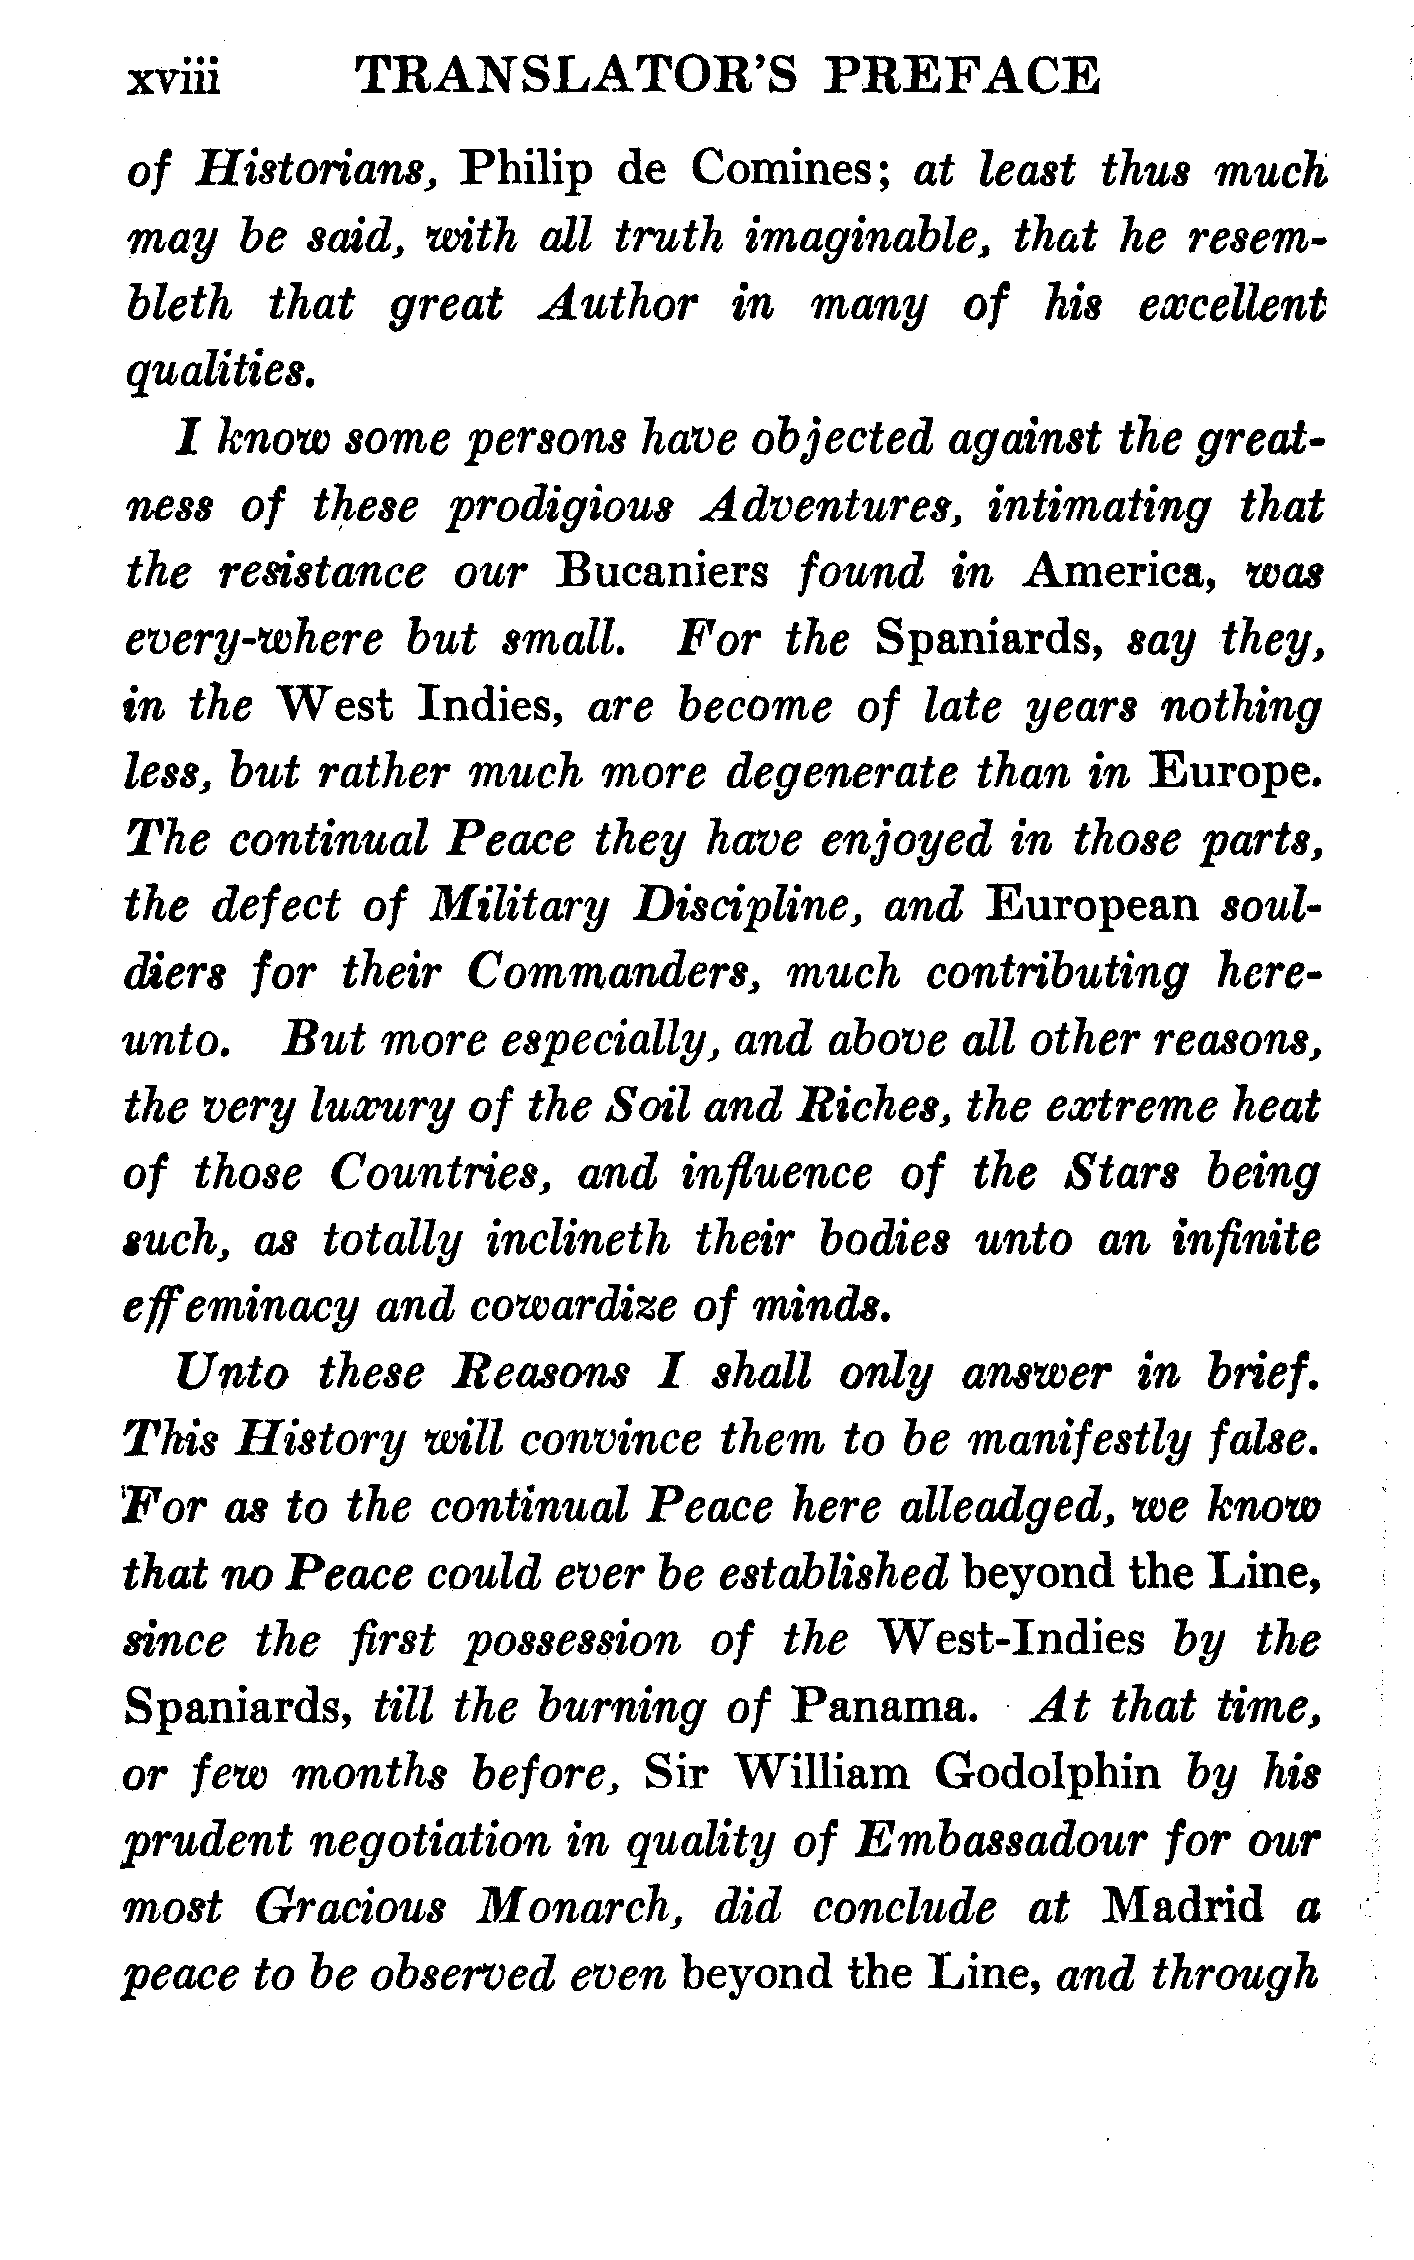 xviii TRANSLATOR'S PREFACE
of Historians, Philip de Comines; at least thus much
may be said, with all truth imaginable, that he resem-
bleth that great Author in many of his excellent
qualities.
I know some persons have objected against the great-
ness of these prodigious Adventures, intimating that
the resistance our Bucaniers found in America, was
every-where but small. For the Spaniards, say they,
in the West Indies, are become of late years nothing
less, but rather much more degenerate than in Europe.
The continual Peace they have enjoyed in those parts,
the defect of Military Discipline, and European soul-
diers for their Commanders, much contributing here-
unto. But more especially, and above all other reasons,
the very luxury of the Soil and Riches, the extreme heat
of those Countries, and influence of the Stars being
such, as totally inclineth their bodies unto an infinite
effeminacy and cowardize of minds.
Unto these Reasons I shall only answer in brief.
This History will convince them to be manifestly false.
For as to the continual Peace here alleadged, we know
that no Peace could ever be established beyond the Line,
since the first possession of the West-Indies by the
Spaniards, till the burning of Panama. At that time,
or few months before, Sir William Godolphin by his
prudent negotiation in quality of Embassadour for our
most Gracious Monarch, did conclude at Madrid a
peace to be observed even beyond the Line, and through